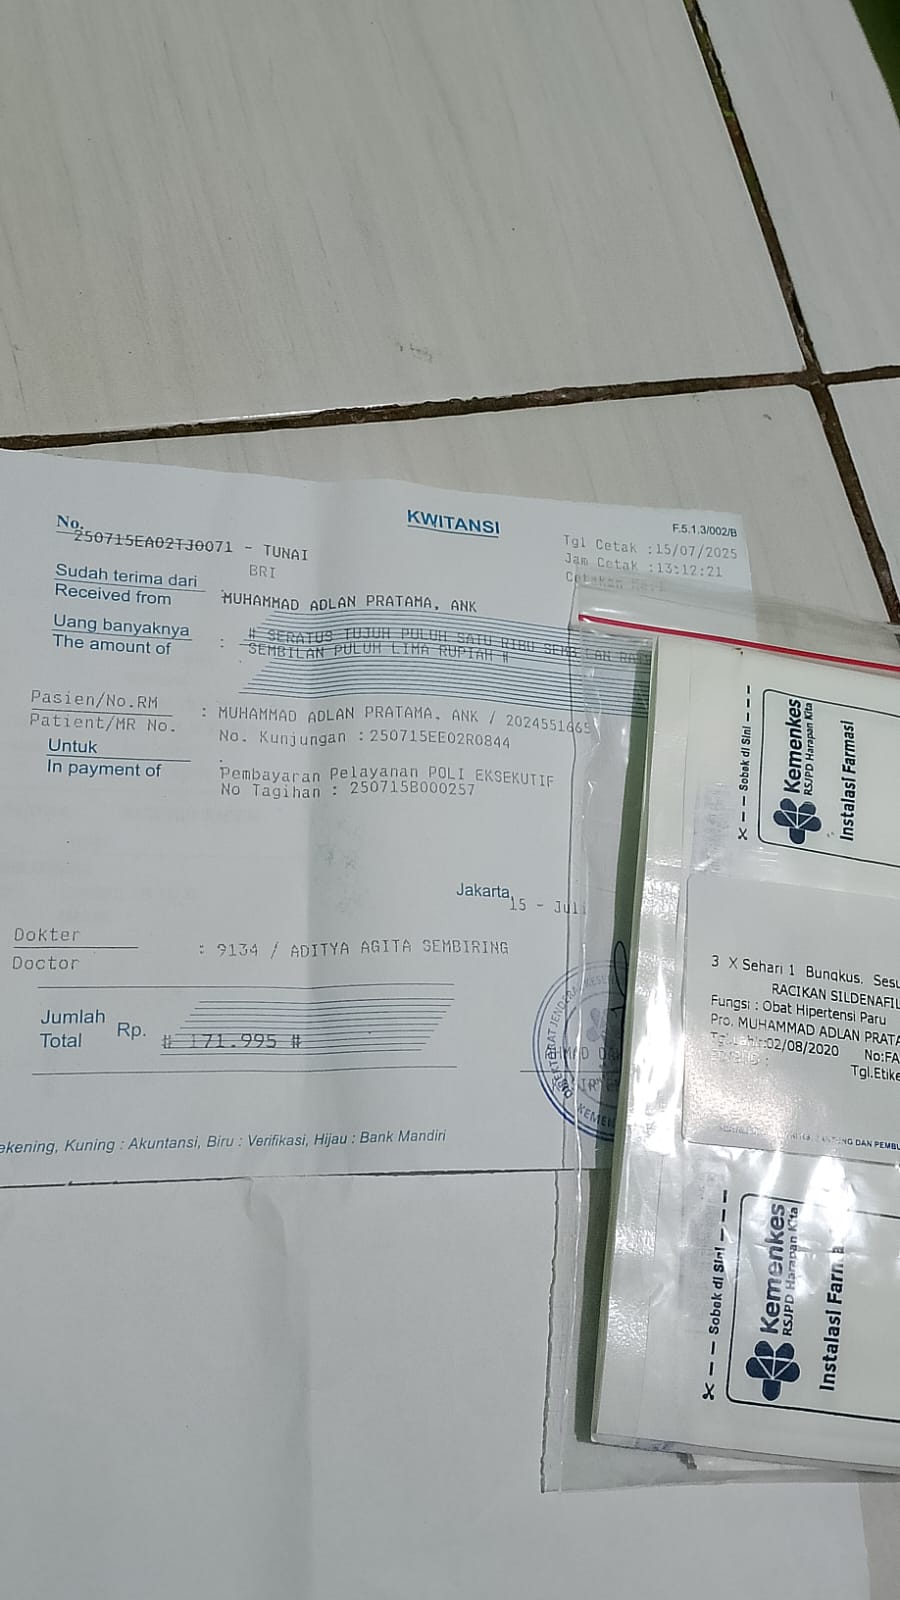 KWITANSI
F.5.1.3/002/B
No.
250715EA02TJ0071 - TUNAI
BRI
Tgl Cetak :15/07/2025
Jam Cetak :13:12:21
Sudah terima dari
Received from
MUHAMMAD ADLAN PRATAMA, ANK
Uang banyaknya
The amount of
: # SERATUS TUJUH PULUH SATU RIBU SEMBILAN
SEMBILAN PULUH LIMA RUPIAH #
Pasien/No.RM
Patient/MR No.
: MUHAMMAD ADLAN PRATAMA, ANK / 2024551665
No. Kunjungan :250715EE02R0844
Untuk
In payment of
:
Pembayaran Pelayanan POLI EKSEKUTIF
No Tagihan : 250715B000257
Jakarta,
15 - Jul
Dokter
Doctor
: 9134 / ADITYA AGITA SEMBIRING
Jumlah
Total
Rp.
# 171.995 #
Kuning : Akuntansi, Biru : Verifikasi, Hijau : Bank Mandiri
Sobek di Sini
Kemenkes
RSJPD Harapan Kita
Instalasi Farmasi
3 X Sehari 1 Bungkus.
RACIKAN SILDENAFIL
Fungsi : Obat Hipertensi Paru
Pro. MUHAMMAD ADLAN
02/08/2020
Sobek di Sini
Kemenkes
RSJPD Harapan Kita
Instalasi